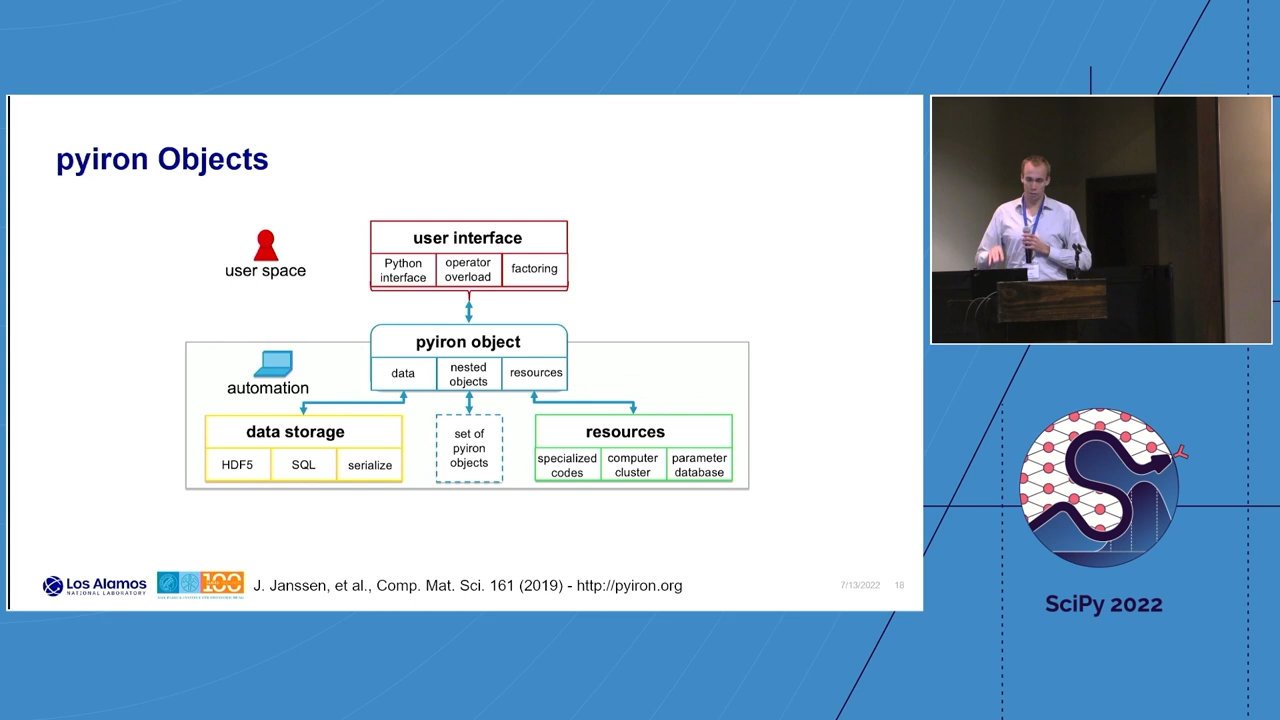 pyiron Objects
user space
user interface
Python interface
operator overload
factoring
automation
pyiron object
data
nested objects
resources
data storage
HDF5
SQL
serialize
set of pyiron objects
resources
specialized codes
computer cluster
parameter database
Los Alamos
NATIONAL LABORATORY
100
J. Janssen, et al., Comp. Mat. Sci. 161 (2019) - http://pyiron.org
7/13/2022 18
SciPy 2022